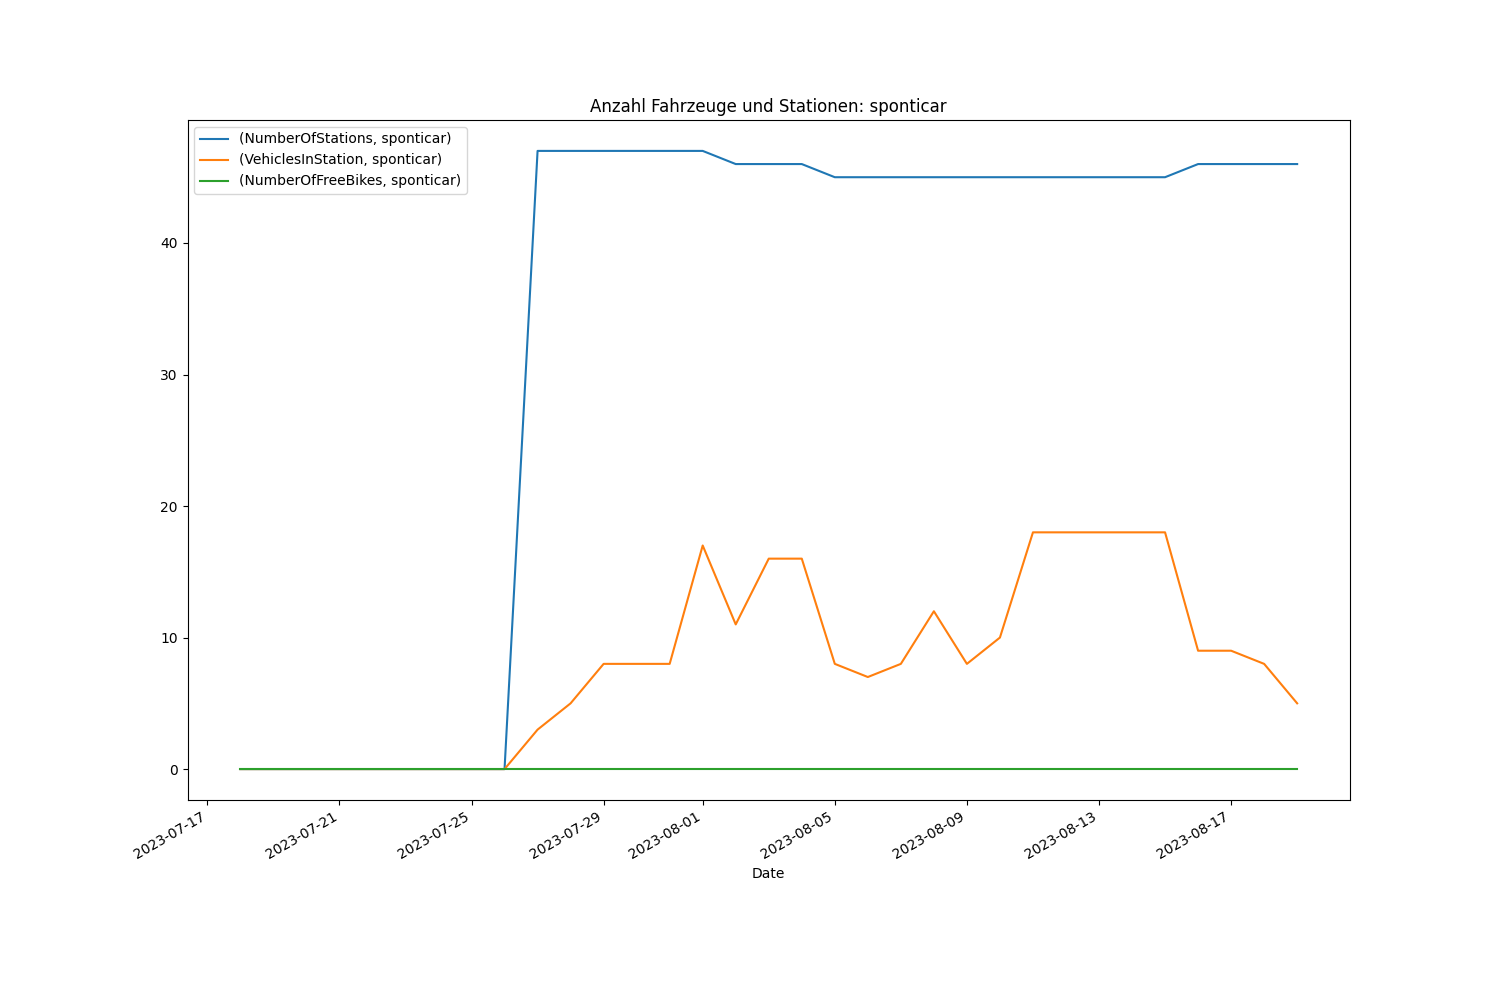 Anzahl Fahrzeuge und Stationen: sponticar
(NumberOfStations, sponticar)
(VehiclesInStation, sponticar)
(NumberOfFreeBikes, sponticar)
40
30
20
10
0
2023-07-17
2023-07-21
2023-07-25
2023-07-29
2023-08-01
2023-08-05
2023-08-09
2023-08-13
2023-08-17
Date